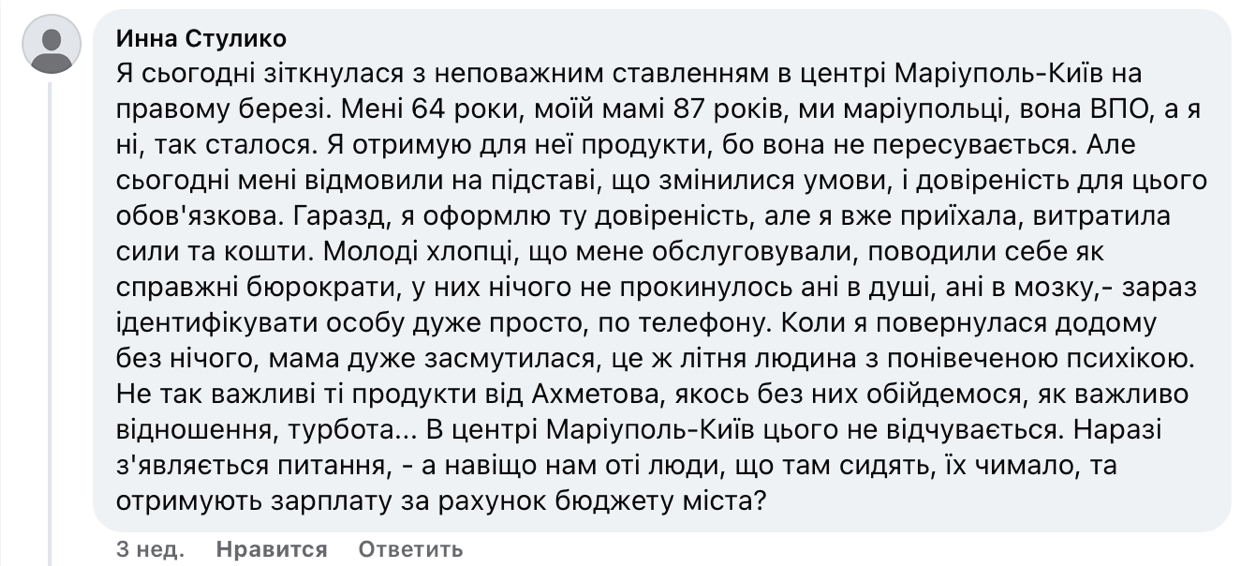 Инна Стулико
Я сьогодні зіткнулася з неповажним ставленням в центрі Маріуполь-Київ на
правому березі. Мені 64 роки, моїй мамі 87 років, ми маріупольці, вона ВПО, а я
ні, так сталося. Я отримую для неї продукти, бо вона не пересувається. Але
сьогодні мені відмовили на підставі, що змінилися умови, і довіреність для цього
обов'язкова. Гаразд, я оформлю ту довіреність, але я вже приїхала, витратила
сили та кошти. Молоді хлопці, що мене обслуговували, поводили себе як
справжні бюрократи, у них нічого не прокинулось ані в душі, ані в мозку,- зараз
ідентифікувати особу дуже просто, по телефону. Коли я повернулася додому
без нічого, мама дуже засмутилася, це ж літня людина з понівеченою психікою.
Не так важливі ті продукти від Ахметова, якось без них обійдемося, як важливо
відношення, турбота... В центрі Маріуполь-Київ цього не відчувається. Наразі
з'являється питання, - а навіщо нам оті люди, що там сидять, їх чимало, та
отримують зарплату за рахунок бюджету міста?
3 нед. Нравится Ответить